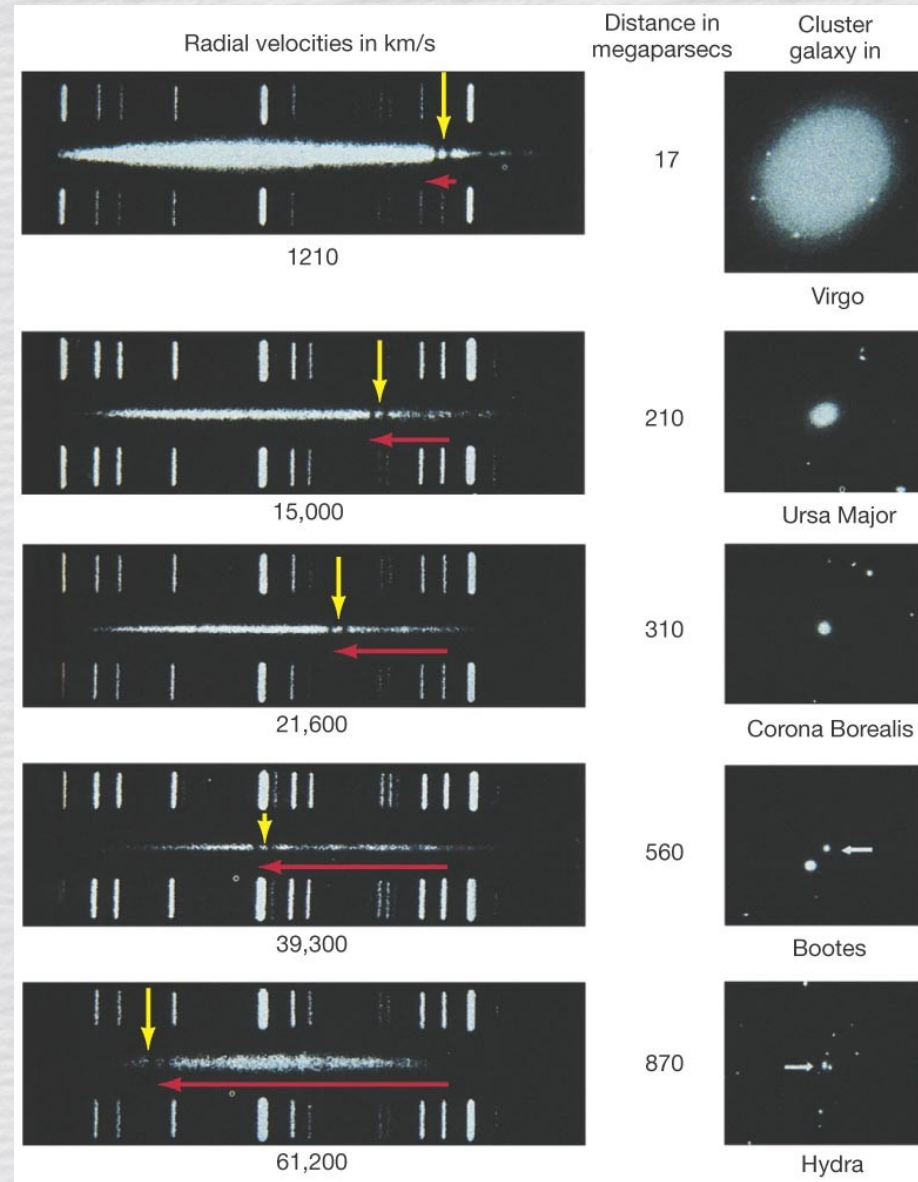 Radial velocities in km/s
Distance in
megaparsecs
Cluster
galaxy in
1210
17
Virgo
15,000
210
Ursa Major
21,600
310
Corona Borealis
39,300
560
Bootes
61,200
870
Hydra